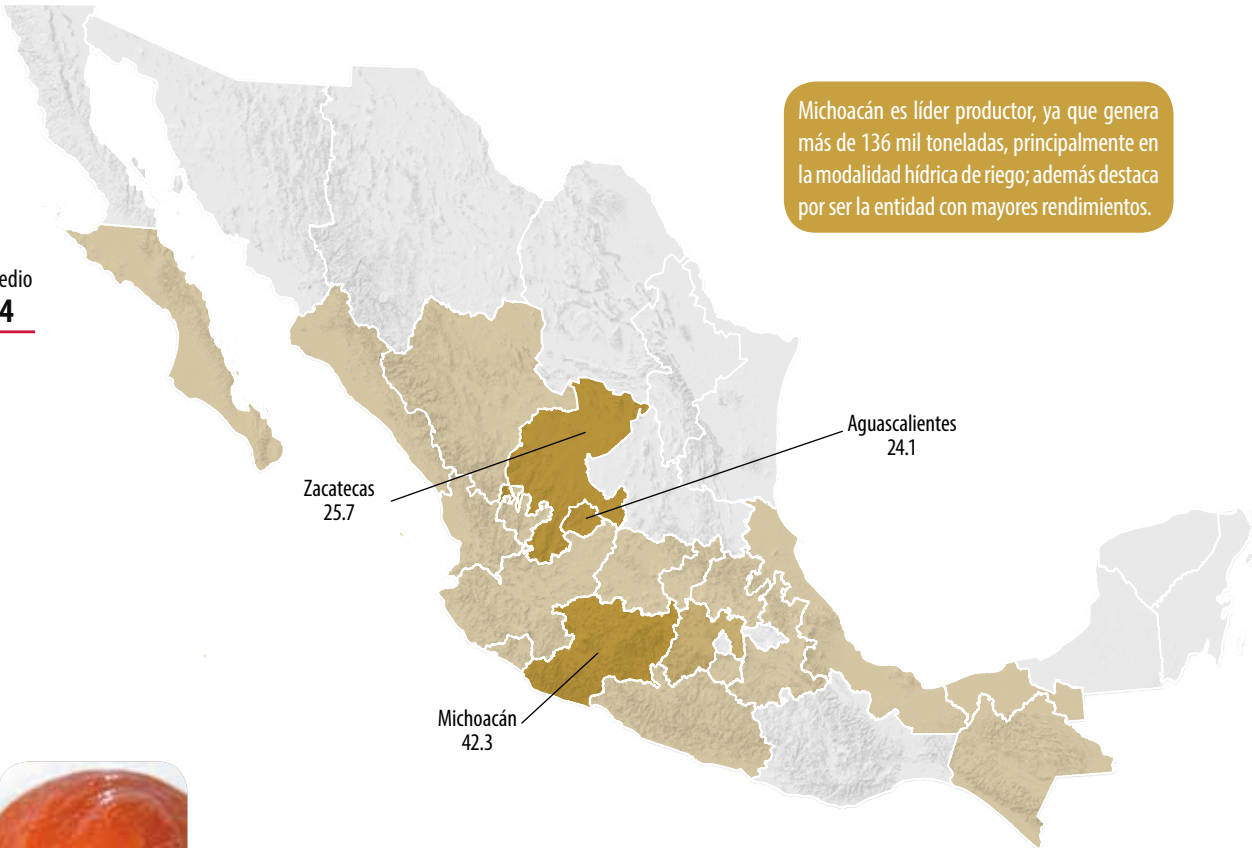 Michoacán es líder productor, ya que genera
más de 136 mil toneladas, principalmente en
la modalidad hídrica de riego; además destaca
por ser la entidad con mayores rendimientos.
edio
4
Aguascalientes
24.1
Zacatecas
25.7
Michoacán
42.3